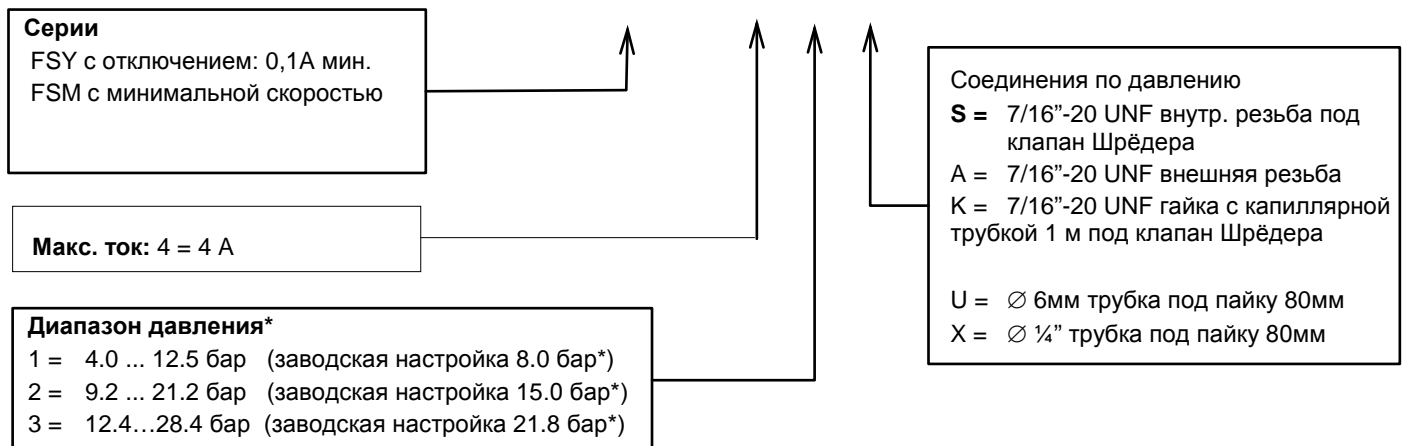 Серии
FSY с отключением: 0,1А мин.
FSM с минимальной скоростью
Макс. ток: 4 = 4 А
Диапазон давления*
1 = 4.0 ... 12.5 бар (заводская настройка 8.0 бар*)
2 = 9.2 ... 21.2 бар (заводская настройка 15.0 бар*)
3 = 12.4…28.4 бар (заводская настройка 21.8 бар*)
Соединения по давлению
S = 7/16”-20 UNF внутр. резьба под
клапан Шрёдера
A = 7/16”-20 UNF внешняя резьба
K = 7/16”-20 UNF гайка с капиллярной
трубкой 1 м под клапан Шрёдера
U = ∅ 6мм трубка под пайку 80мм
X = ∅ ¼” трубка под пайку 80мм